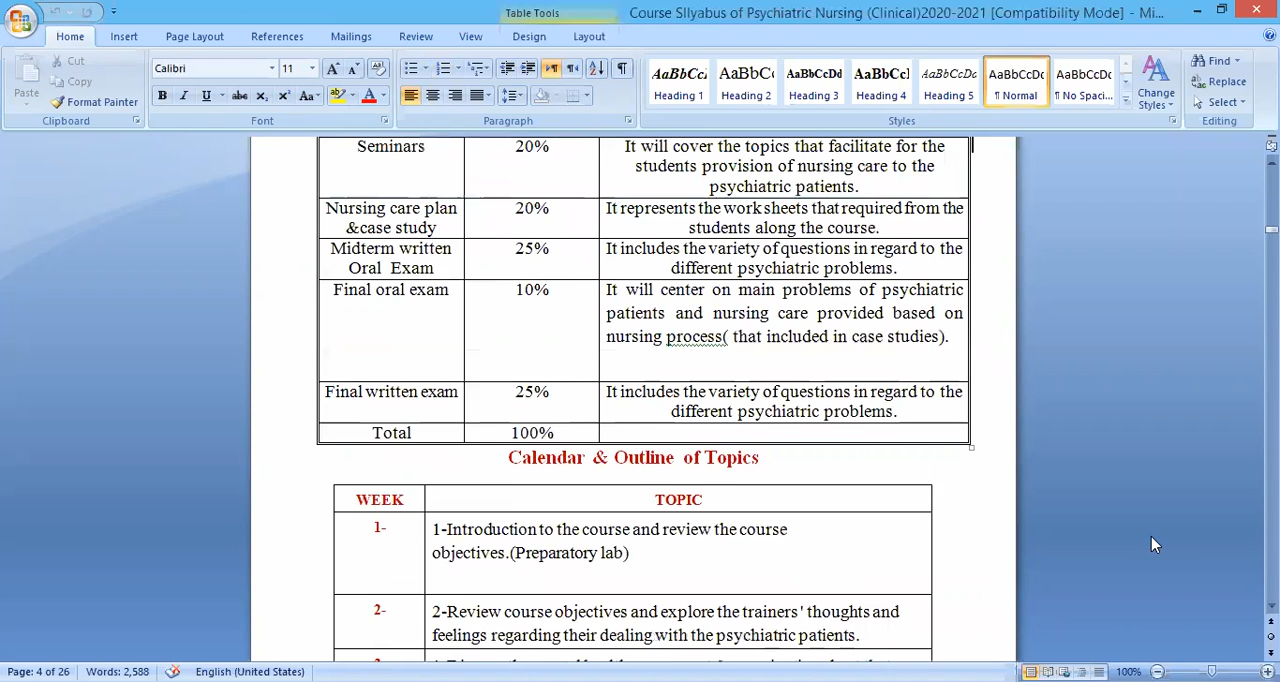 Table Tools
Course SIlyabus of Psychiatric Nursing (Clinical)2020-2021 [Compatibility Mode] - Mi...
Home Insert Page Layout References Mailings Review View Design Layout
Paste
Cut
Copy
Format Painter
Clipboard
Calibri 11
Font
Paragraph
AaBbCcI AaBbC AaBbCcDd AaBbC AaBbCcDc AaBbCcDc AaBbCcDc
Heading 1 Heading 2 Heading 3 Heading 4 Heading 5 ¶ Normal ¶ No Spaci...
Change
Styles
Styles
Find
Replace
Select
Editing
Seminars 20% It will cover the topics that facilitate for the
students provision of nursing care to the
psychiatric patients.
Nursing care plan 20% It represents the work sheets that required from the
&case study students along the course.
Midterm written 25% It includes the variety of questions in regard to the
Oral Exam different psychiatric problems.
Final oral exam 10% It will center on main problems of psychiatric
patients and nursing care provided based on
nursing process( that included in case studies).
Final written exam 25% It includes the variety of questions in regard to the
different psychiatric problems.
Total 100%
Calendar & Outline of Topics
WEEK TOPIC
1- 1-Introduction to the course and review the course
objectives.(Preparatory lab)
2- 2-Review course objectives and explore the trainers ' thoughts and
feelings regarding their dealing with the psychiatric patients.
Page: 4 of 26 Words: 2,588 English (United States) 100%